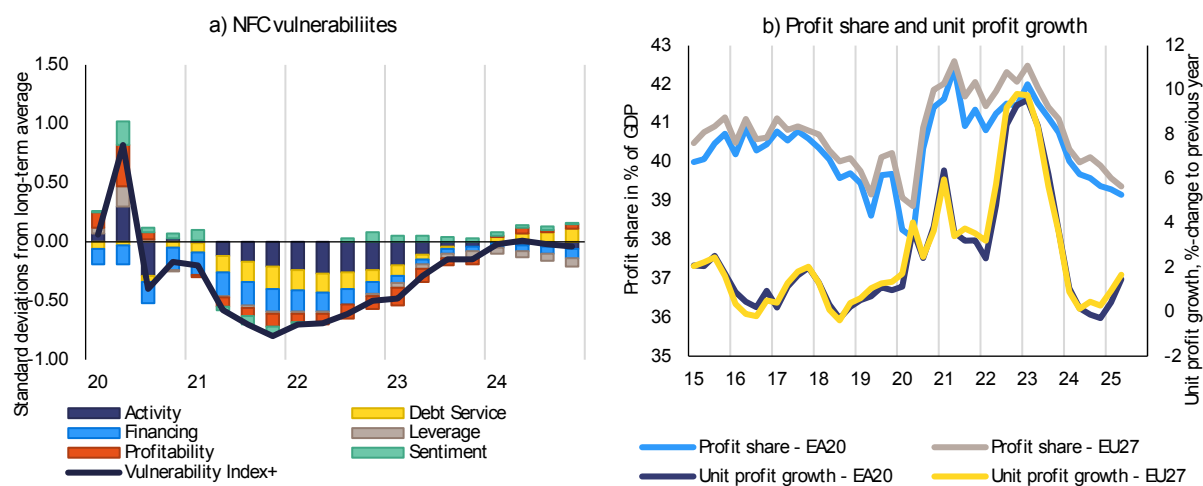 a) NFC vulnerabiliites
Standard deviations from long-term average
1.50
1.00
0.50
0.00
-0.50
1.00
20
21
22
23
24
Activity
Debt Service
Financing
Leverage
Profitability
Sentiment
Vulnerability Index+
b) Profit share and unit profit growth
Profit share in % of GDP
43
42
41
40
39
38
37
36
35
12
10
8
6
4
2
0
-2
Unit profit growth, %-change to previous year
15
16
17
18
19
20
21
22
23
24
25
Profit share - EA20
Profit share - EU27
Unit profit growth - EA20
Unit profit growth - EU27